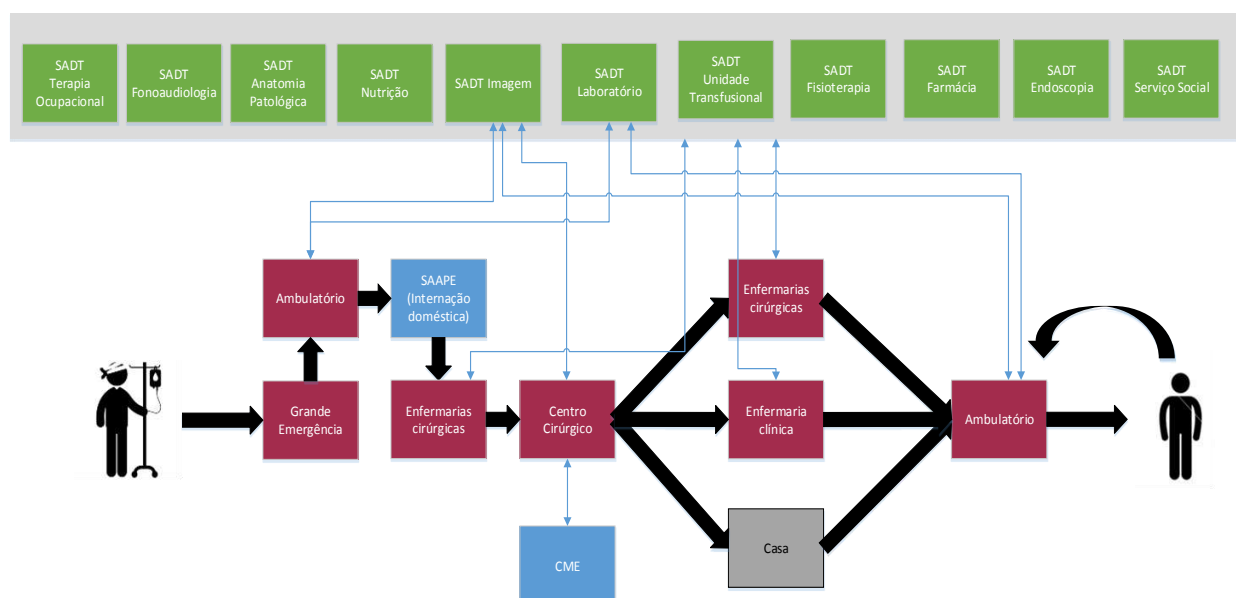 SADT
Terapia
Ocupacional
SADT
Fonoaudiologia
SADT
Anatomia
Patológica
SADT
Nutrição
SADT Imagem
SADT
Laboratório
SADT
Unidade
Transfusional
SADT
Fisioterapia
SADT
Farmácia
SADT
Endoscopia
SADT
Serviço Social
Ambulatório
SAAPE
(Internação
doméstica)
Enfermarias
cirúrgicas
Grande
Emergência
Enfermarias
cirúrgicas
Centro
Cirúrgico
Enfermaria
clínica
Ambulatório
CME
Casa